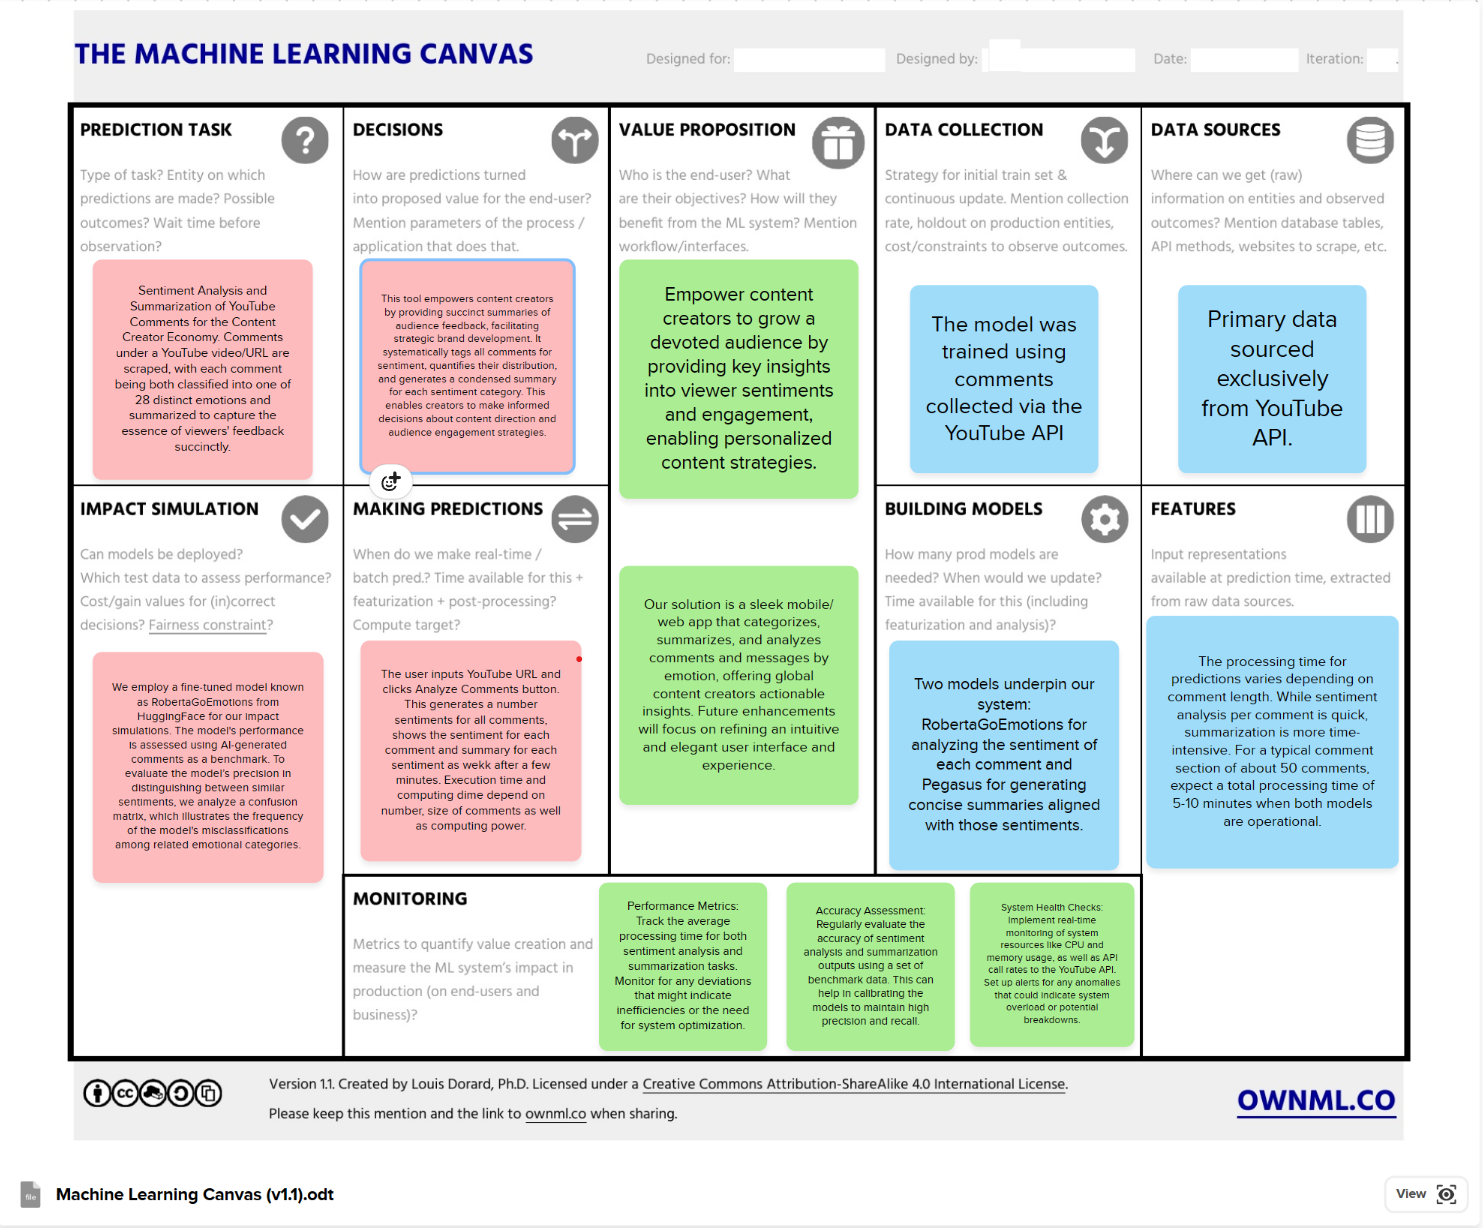 THE MACHINE LEARNING CANVAS
Designed for:
Designed by:
Date:
Iteration:
PREDICTION TASK
Type of task? Entity on which
predictions are made? Possible
outcomes? Wait time before
observation?
Sentiment Analysis and
Summarization of YouTube
Comments for the Content
Creator Economy. Comments
under a YouTube video/URL are
scraped, with each comment
being both classified into one of
28 distinct emotions and
summarized to capture the
essence of viewers' feedback
succinctly.
DECISIONS
How are predictions turned
into proposed value for the end-user?
Mention parameters of the process /
application that does that.
This tool empowers content creators
by providing succinct summaries of
audience feedback, facilitating
strategic brand development. It
systematically tags all comments for
sentiment, quantifies their distribution,
and generates a condensed summary
for each sentiment category. This
enables creators to make informed
decisions about content direction and
audience engagement strategies.
VALUE PROPOSITION
Who is the end-user? What
are their objectives? How will they
benefit from the ML system? Mention
workflow/interfaces.
Empower content
creators to grow a
devoted audience by
providing key insights
into viewer sentiments
and engagement,
enabling personalized
content strategies.
Our solution is a sleek mobile/
web app that categorizes,
summarizes, and analyzes
comments and messages by
emotion, offering global
content creators actionable
insights. Future enhancements
will focus on refining an intuitive
and elegant user interface and
experience.
DATA COLLECTION
Strategy for initial train set &
continuous update. Mention collection
rate, holdout on production entities,
cost/constraints to observe outcomes.
The model was
trained using
comments
collected via the
YouTube API
DATA SOURCES
Where can we get (raw)
information on entities and observed
outcomes? Mention database tables,
API methods, websites to scrape, etc.
Primary data
sourced
exclusively
from YouTube
API.
IMPACT SIMULATION
Can models be deployed?
Which test data to assess performance?
Cost/gain values for (in)correct
decisions? Fairness constraint?
We employ a fine-tuned model known
as RobertaGoEmotions from
HuggingFace for our impact
simulations. The model's performance
is assessed using AI-generated
comments as a benchmark. To
evaluate the model's precision in
distinguishing between similar
sentiments, we analyze a confusion
matrix, which illustrates the frequency
of the model's misclassifications
among related emotional categories.
MAKING PREDICTIONS
When do we make real-time /
batch pred.? Time available for this +
featurization + post-processing?
Compute target?
The user inputs YouTube URL and
clicks Analyze Comments button.
This generates a number
sentiments for all comments,
shows the sentiment for each
comment and summary for each
sentiment as wekk after a few
minutes. Execution time and
computing dime depend on
number, size of comments as well
as computing power.
BUILDING MODELS
How many prod models are
needed? When would we update?
Time available for this (including
featurization and analysis)?
Two models underpin our
system:
RobertaGoEmotions for
analyzing the sentiment of
each comment and
Pegasus for generating
concise summaries aligned
with those sentiments.
FEATURES
Input representations
available at prediction time, extracted
from raw data sources.
The processing time for
predictions varies depending on
comment length. While sentiment
analysis per comment is quick,
summarization is more time-
intensive. For a typical comment
section of about 50 comments,
expect a total processing time of
5-10 minutes when both models
are operational.
MONITORING
Metrics to quantify value creation and
measure the ML system's impact in
production (on end-users and
business)?
Performance Metrics:
Track the average
processing time for both
sentiment analysis and
summarization tasks.
Monitor for any deviations
that might indicate
inefficiencies or the need
for system optimization.
Accuracy Assessment:
Regularly evaluate the
accuracy of sentiment
analysis and summarization
outputs using a set of
benchmark data. This can
help in calibrating the
models to maintain high
precision and recall.
System Health Checks:
Implement real-time
monitoring of system
resources like CPU and
memory usage, as well as API
call rates to the YouTube API.
Set up alerts for any anomalies
that could indicate system
overload or potential
breakdowns.
cc
Version 1.1. Created by Louis Dorard, Ph.D. Licensed under a Creative Commons Attribution-ShareAlike 4.0 International License.
Please keep this mention and the link to ownml.co when sharing.
OWNML.CO
file
Machine Learning Canvas (v1.1).odt
View